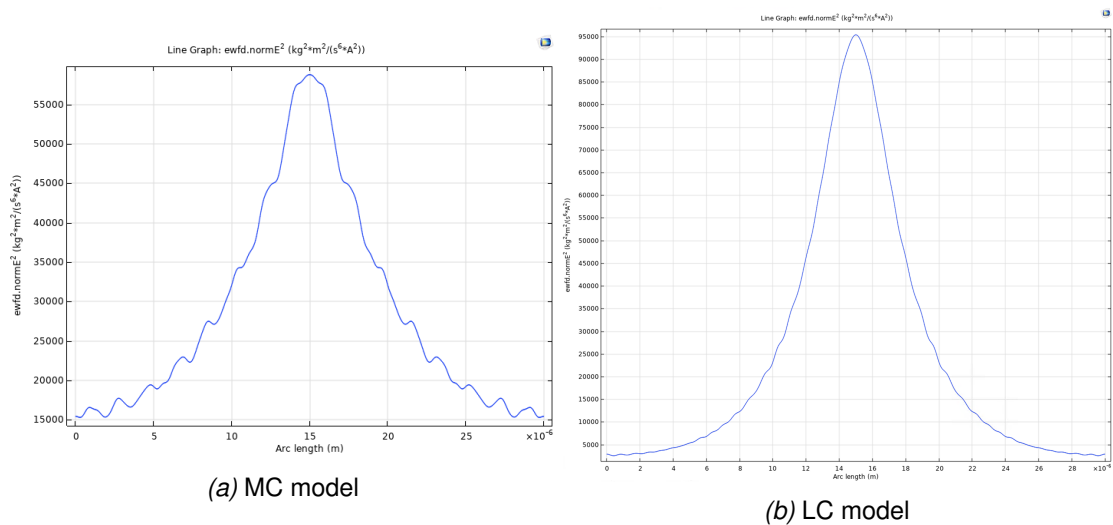 Line Graph: ewfd.normE² (kg²*m²/(s⁶*A²))
55000
50000
45000
40000
35000
30000
25000
20000
15000
ewfd.normE² (kg²*m²/(s⁶*A²))
0 5 10 15 20 25 ×10⁻⁶
Arc length (m)
(a) MC model
Line Graph: ewfd.normE² (kg²*m²/(s⁶*A²))
95000
90000
85000
80000
75000
70000
65000
60000
55000
50000
45000
40000
35000
30000
25000
20000
15000
10000
5000
ewfd.normE² (kg²*m²/(s⁶*A²))
0 2 4 6 8 10 12 14 16 18 20 22 24 26 28 ×10⁻⁶
Arc length (m)
(b) LC model